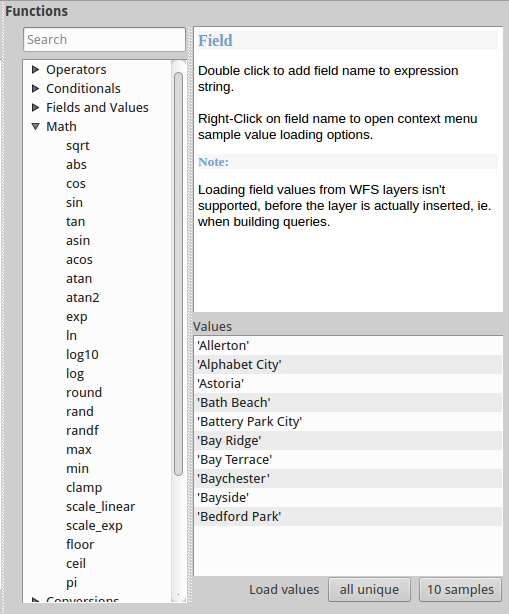 Functions
Search
Operators
Conditionals
Fields and Values
Math
sqrt
abs
cos
sin
tan
asin
acos
atan
atan2
exp
ln
log10
log
round
rand
randf
max
min
clamp
scale_linear
scale_exp
floor
ceil
pi
Conversions
Field
Double click to add field name to expression
string.
Right-Click on field name to open context menu
sample value loading options.
Note:
Loading field values from WFS layers isn't
supported, before the layer is actually inserted, ie.
when building queries.
Values
'Allerton'
'Alphabet City'
'Astoria'
'Bath Beach'
'Battery Park City'
'Bay Ridge'
'Bay Terrace'
'Baychester'
'Bayside'
'Bedford Park'
Load values all unique 10 samples